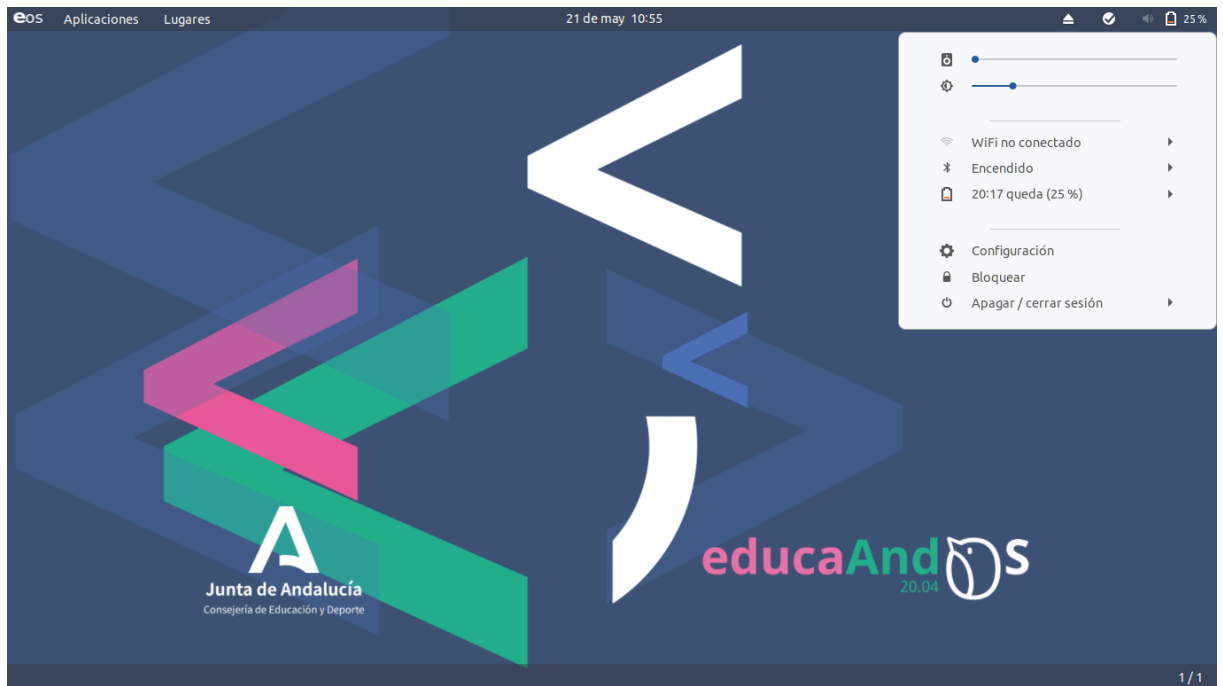 eos Aplicaciones Lugares 21 de may 10:55 25 %
WiFi no conectado
Encendido
20:17 queda (25 %)
Configuración
Bloquear
Apagar / cerrar sesión
educaAndOS
20.04
Junta de Andalucía
Consejería de Educación y Deporte
1 / 1